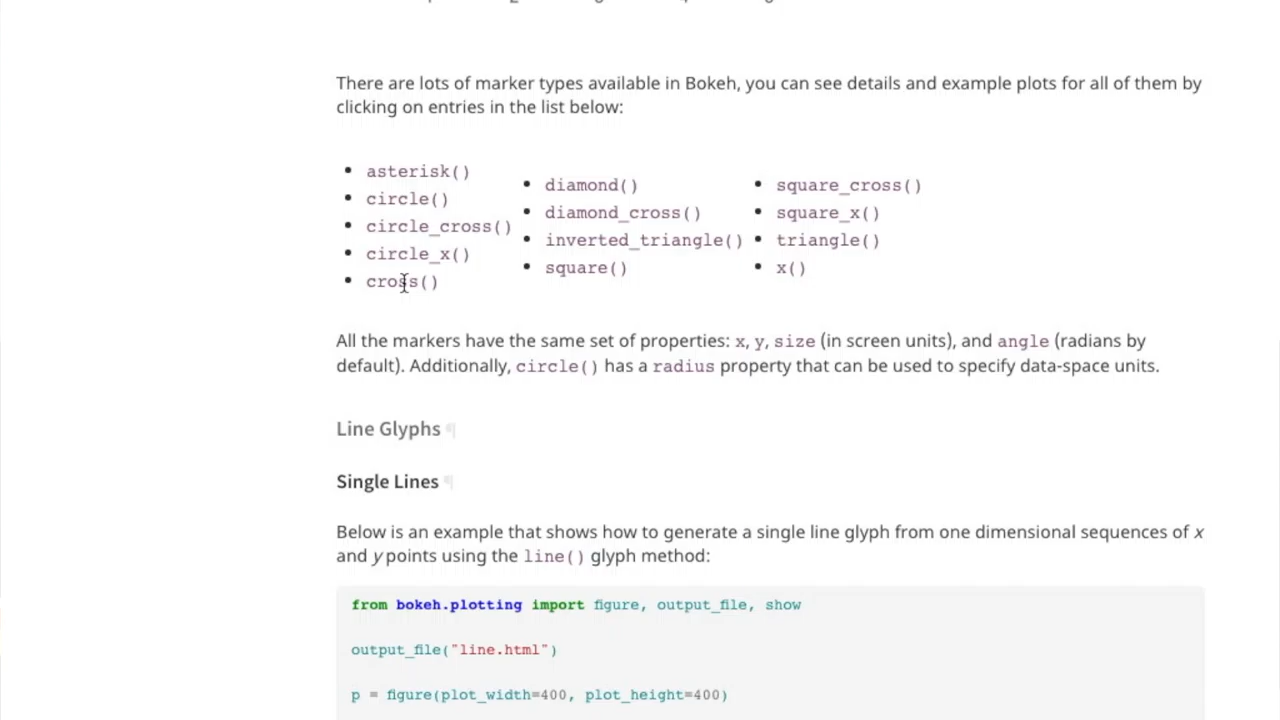 There are lots of marker types available in Bokeh, you can see details and example plots for all of them by
clicking on entries in the list below:
asterisk()
circle()
circle_cross()
circle_x()
cross()
diamond()
diamond_cross()
inverted_triangle()
square()
square_cross()
square_x()
triangle()
x()
All the markers have the same set of properties: x, y, size (in screen units), and angle (radians by
default). Additionally, circle() has a radius property that can be used to specify data-space units.
Line Glyphs ¶
Single Lines ¶
Below is an example that shows how to generate a single line glyph from one dimensional sequences of x
and y points using the line() glyph method:
from bokeh.plotting import figure, output_file, show
output_file("line.html")
p = figure(plot_width=400, plot_height=400)